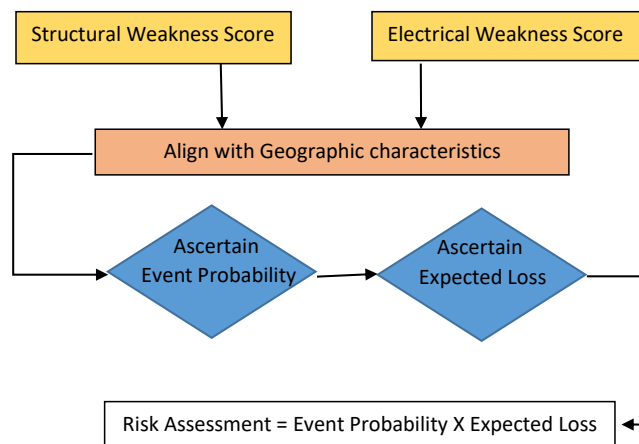 Structural Weakness Score
Electrical Weakness Score
Align with Geographic characteristics
Ascertain
Event Probability
Ascertain
Expected Loss
Risk Assessment = Event Probability X Expected Loss